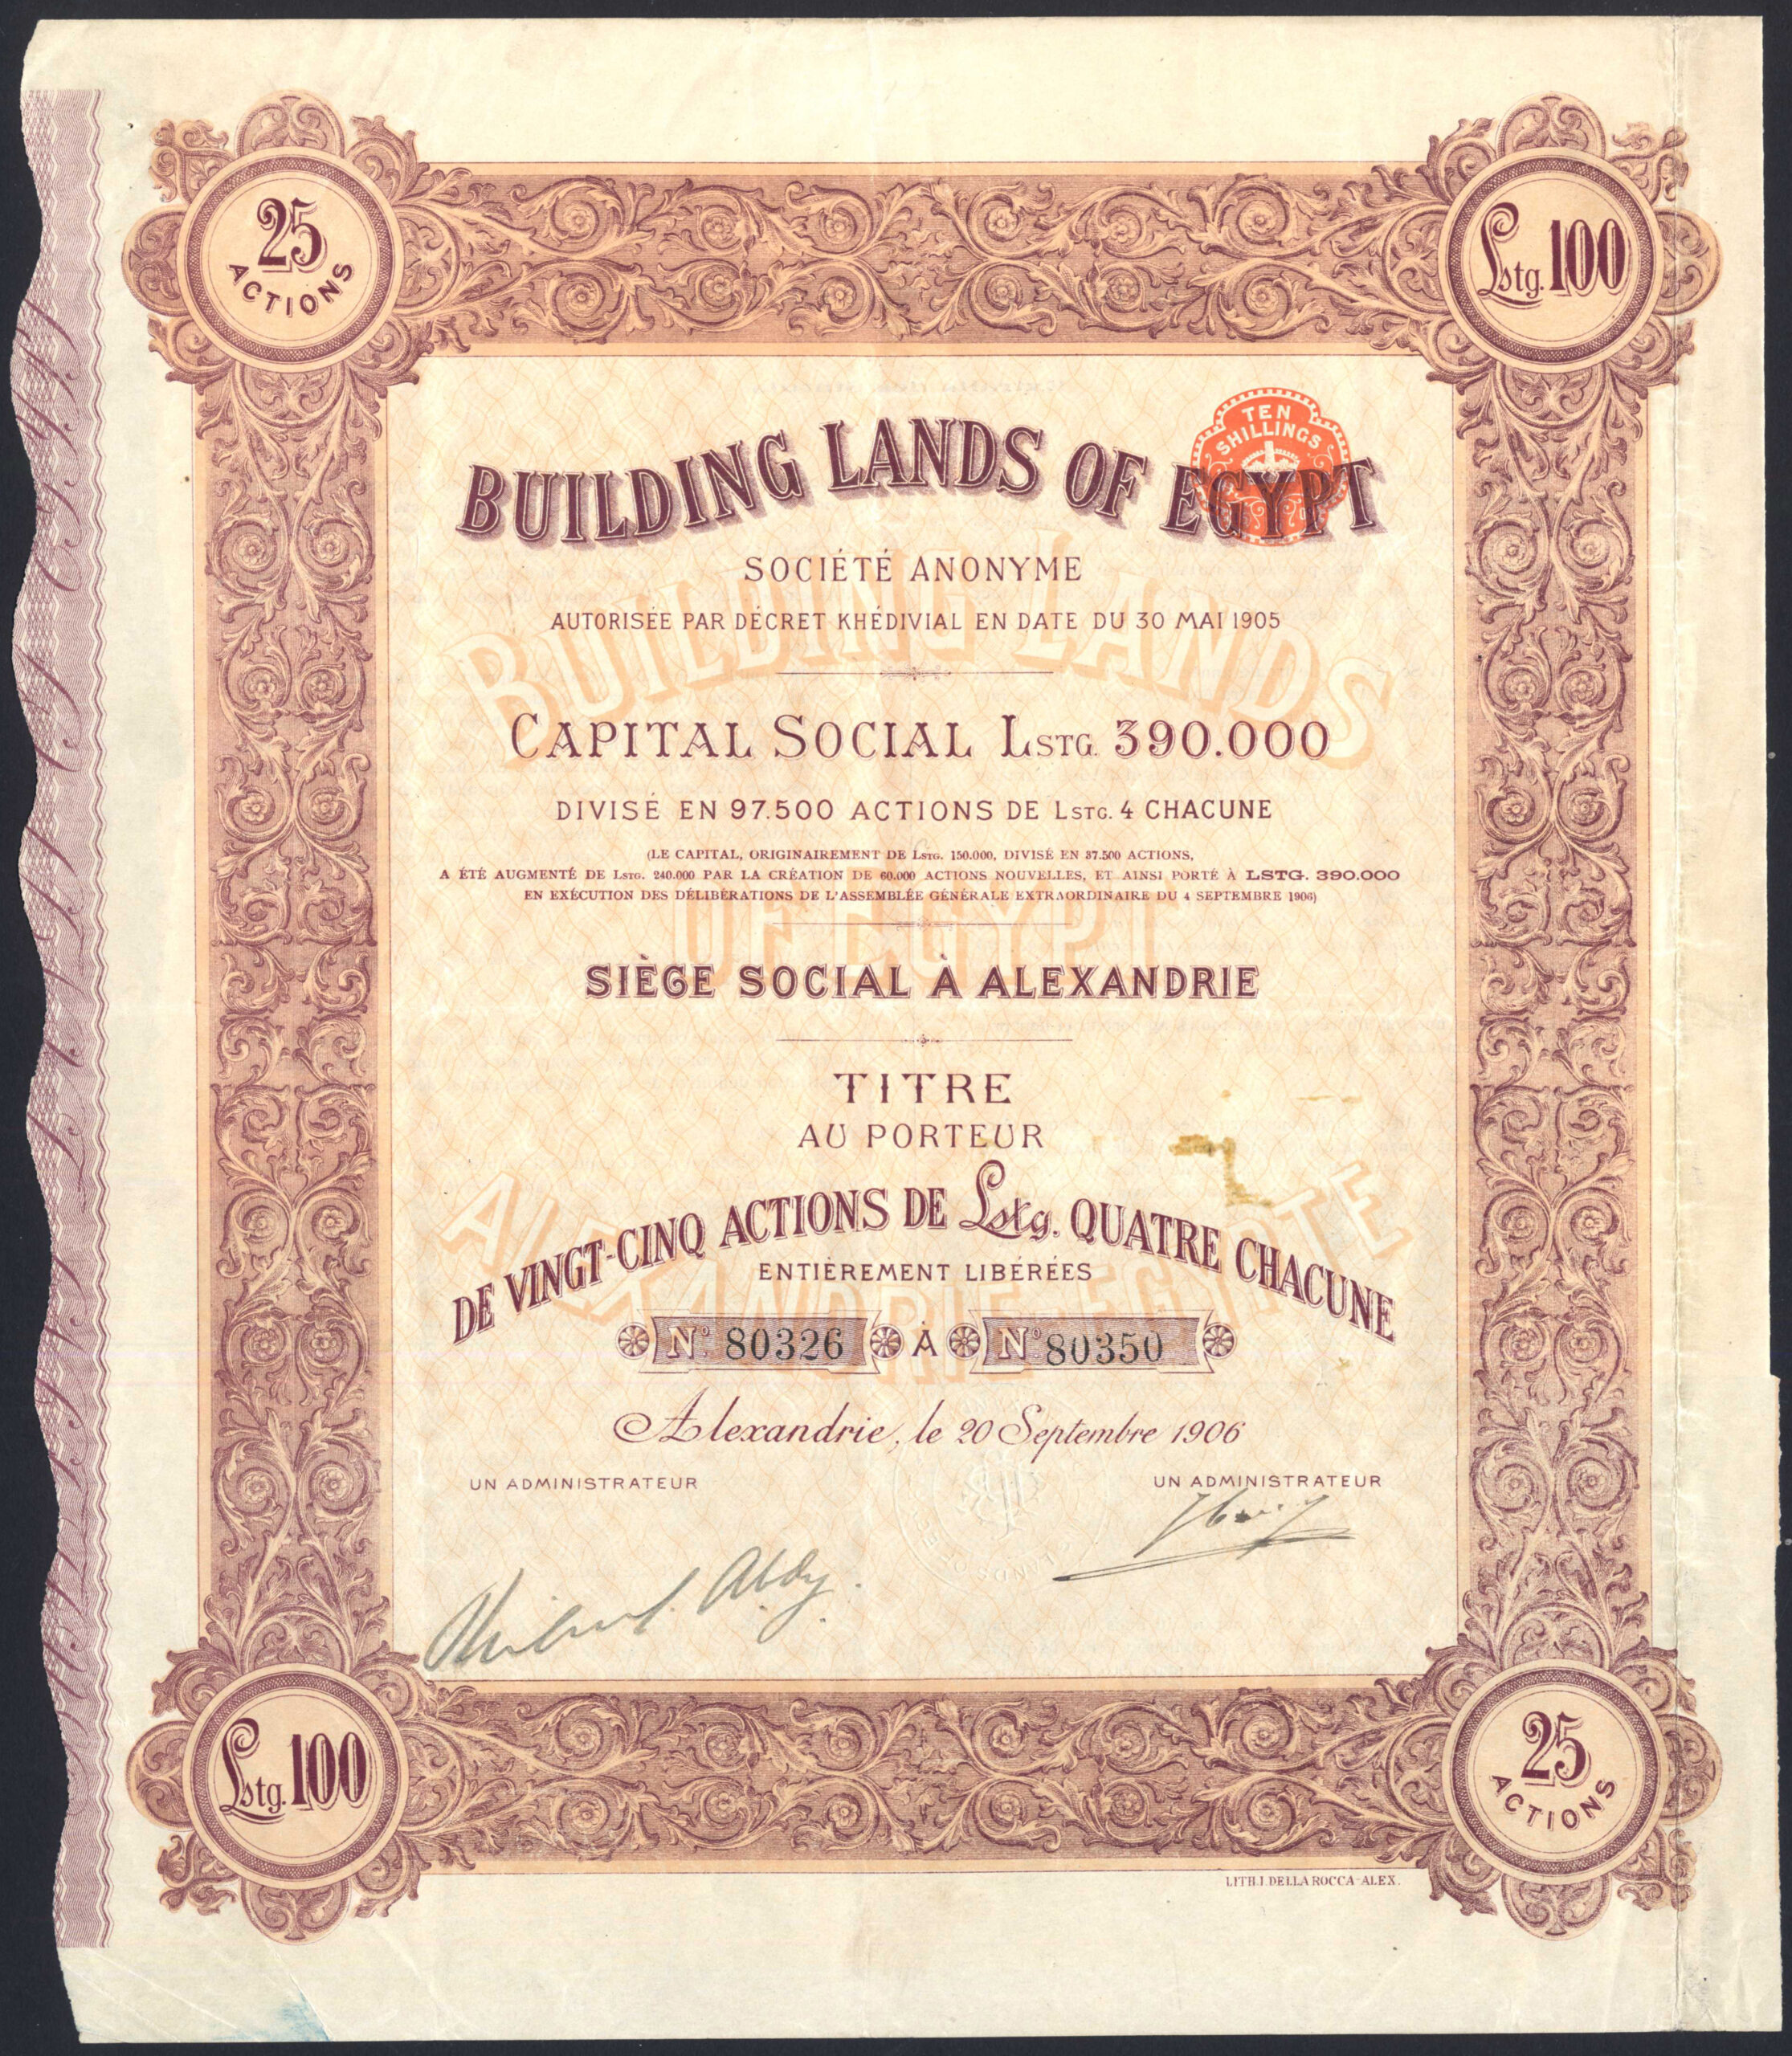 25
ACTIONS
Lstg. 100
TEN
SHILLINGS
BUILDING LANDS OF EGYPT
SOCIÉTÉ ANONYME
AUTORISÉE PAR DÉCRET KHÉDIVIAL EN DATE DU 30 MAI 1905
CAPITAL SOCIAL LSTG. 390.000
DIVISÉ EN 97.500 ACTIONS DE LSTG. 4 CHACUNE
(LE CAPITAL, ORIGINAIREMENT DE LSTG. 150.000, DIVISÉ EN 37.500 ACTIONS,
A ÉTÉ AUGMENTÉ DE LSTG. 240.000 PAR LA CRÉATION DE 60.000 ACTIONS NOUVELLES, ET AINSI PORTÉ À LSTG. 390.000
EN EXÉCUTION DES DÉLIBÉRATIONS DE L'ASSEMBLÉE GÉNÉRALE EXTRAORDINAIRE DU 4 SEPTEMBRE 1906)
SIÈGE SOCIAL À ALEXANDRIE
TITRE
AU PORTEUR
DE VINGT-CINQ ACTIONS DE Lstg. QUATRE CHACUNE
ENTIÈREMENT LIBÉRÉES
No. 80326 À No 80350
Alexandrie, le 20 Septembre 1906
UN ADMINISTRATEUR
UN ADMINISTRATEUR
Lstg. 100
25
ACTIONS
LITH. J. DELLA ROCCA-ALEX.
BUILDING LANDS
OF EGYPT
ALEXANDRIE-EGYPTE